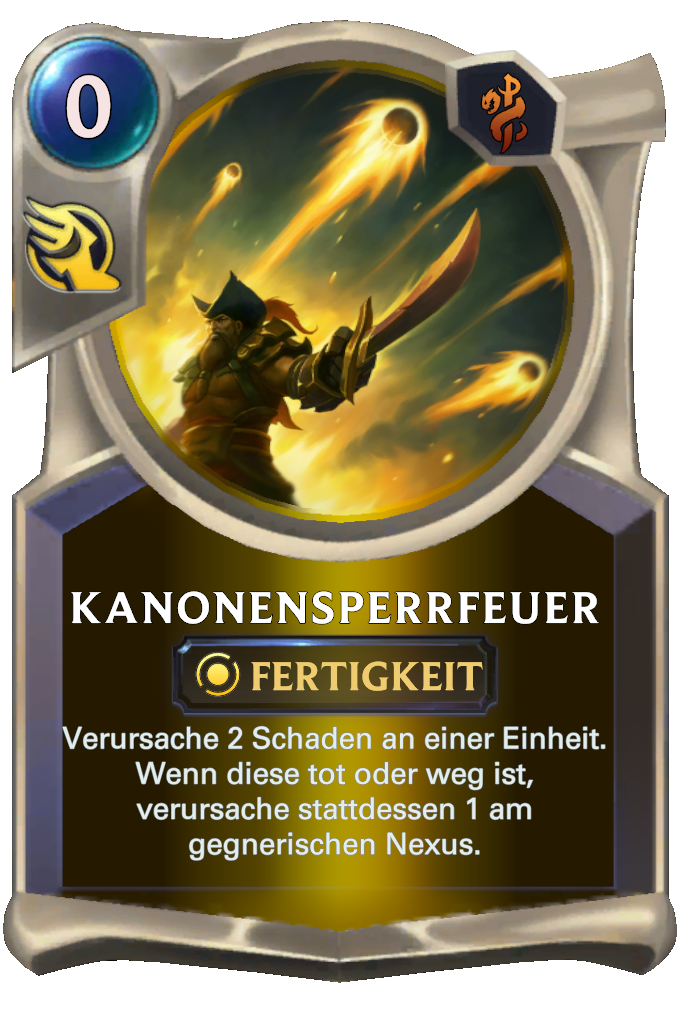 0
KANONENSPERRFEUER
FERTIGKEIT
Verursache 2 Schaden an einer Einheit.
Wenn diese tot oder weg ist,
verursache stattdessen 1 am
gegnerischen Nexus.